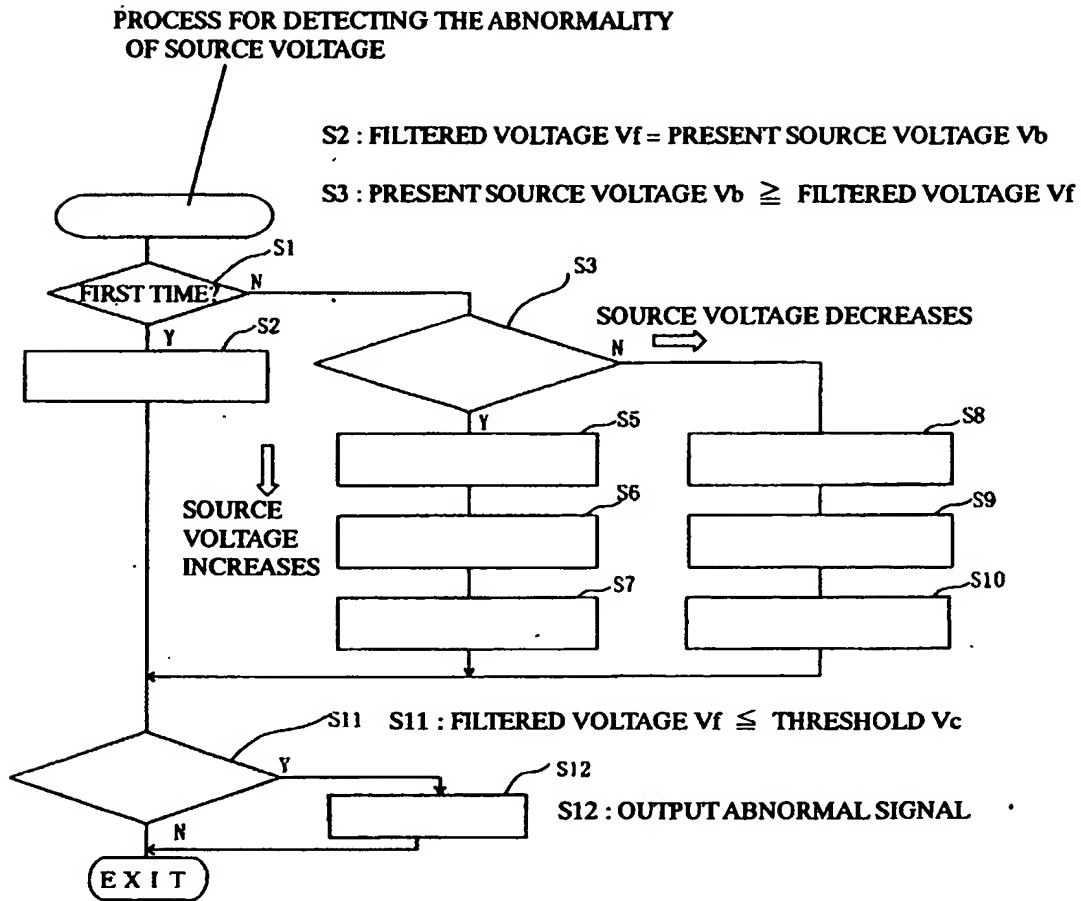 PROCESS FOR DETECTING THE ABNORMALITY
OF SOURCE VOLTAGE
S2 : FILTERED VOLTAGE Vf = PRESENT SOURCE VOLTAGE Vb
S3 : PRESENT SOURCE VOLTAGE Vb ≧ FILTERED VOLTAGE Vf
S1
FIRST TIME?
N
Y
S2
S3
SOURCE VOLTAGE DECREASES
N
Y
S5
S8
SOURCE
VOLTAGE
INCREASES
S6
S9
S7
S10
S11
S11 : FILTERED VOLTAGE Vf ≦ THRESHOLD Vc
Y
S12
S12 : OUTPUT ABNORMAL SIGNAL
N
EXIT